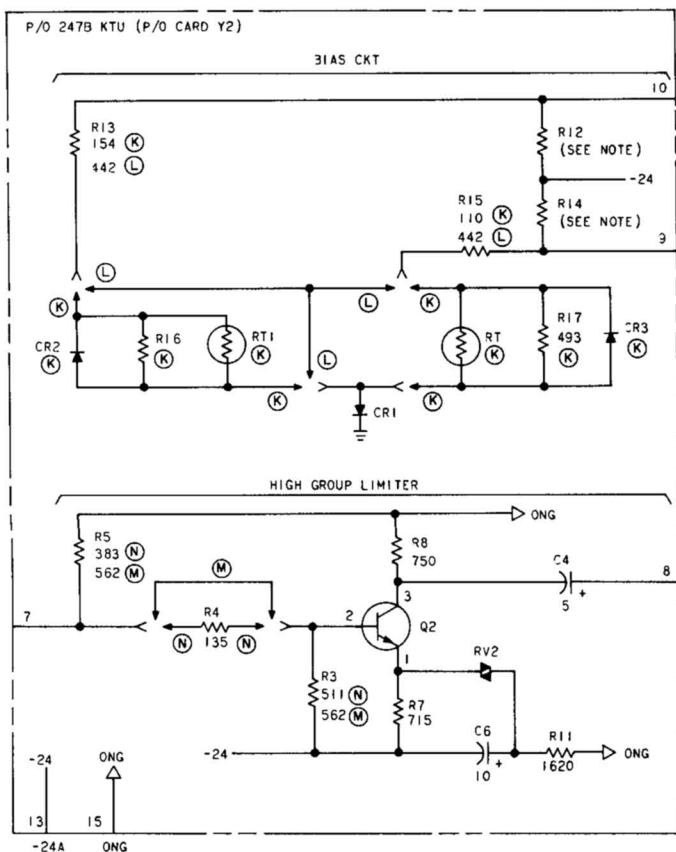 P/O 247B KTU (P/O CARD Y2)
BIAS CKT
10
R13
154 K
442 L
R12
(SEE NOTE)
-24
R15
110 K
442 L
R14
(SEE NOTE)
9
L
K
L
K
CR2
K
R16
K
RT1
K
L
RT
K
R17
493
K
CR3
K
K
K
CR1
HIGH GROUP LIMITER
ONG
R5
383 N
562 M
R8
750
M
C4
5 +
8
7
R4
N 135 N
2
3
Q2
1
RV2
R3
511 N
562 M
R7
715
C6
10 +
R11
1620
ONG
-24
-24
ONG
13
15
-24A
ONG